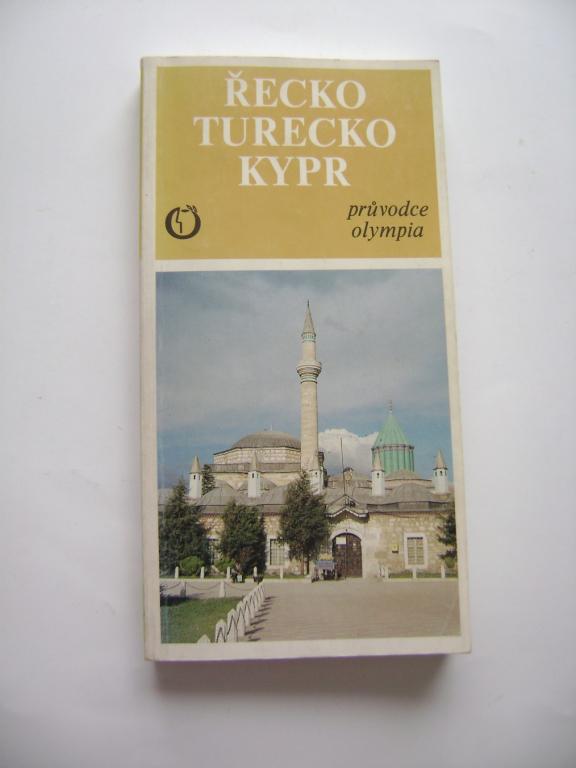 ŘECKO
TURECKO
KYPR
průvodce
olympia